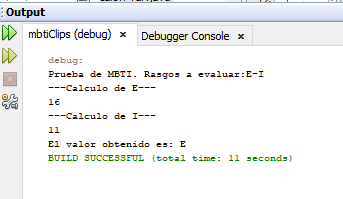 Output
mbtiClips (debug) × Debugger Console ×
debug:
Prueba de MBTI. Rasgos a evaluar:E-I
---Calculo de E---
16
---Calculo de I---
11
El valor obtenido es: E
BUILD SUCCESSFUL (total time: 11 seconds)